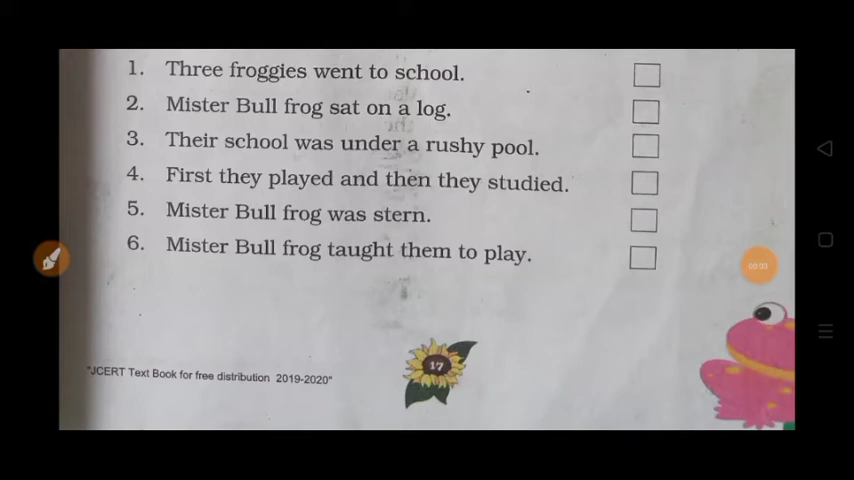 1. Three froggies went to school.
2. Mister Bull frog sat on a log.
3. Their school was under a rushy pool.
4. First they played and then they studied.
5. Mister Bull frog was stern.
6. Mister Bull frog taught them to play.
17
"JCERT Text Book for free distribution 2019-2020"